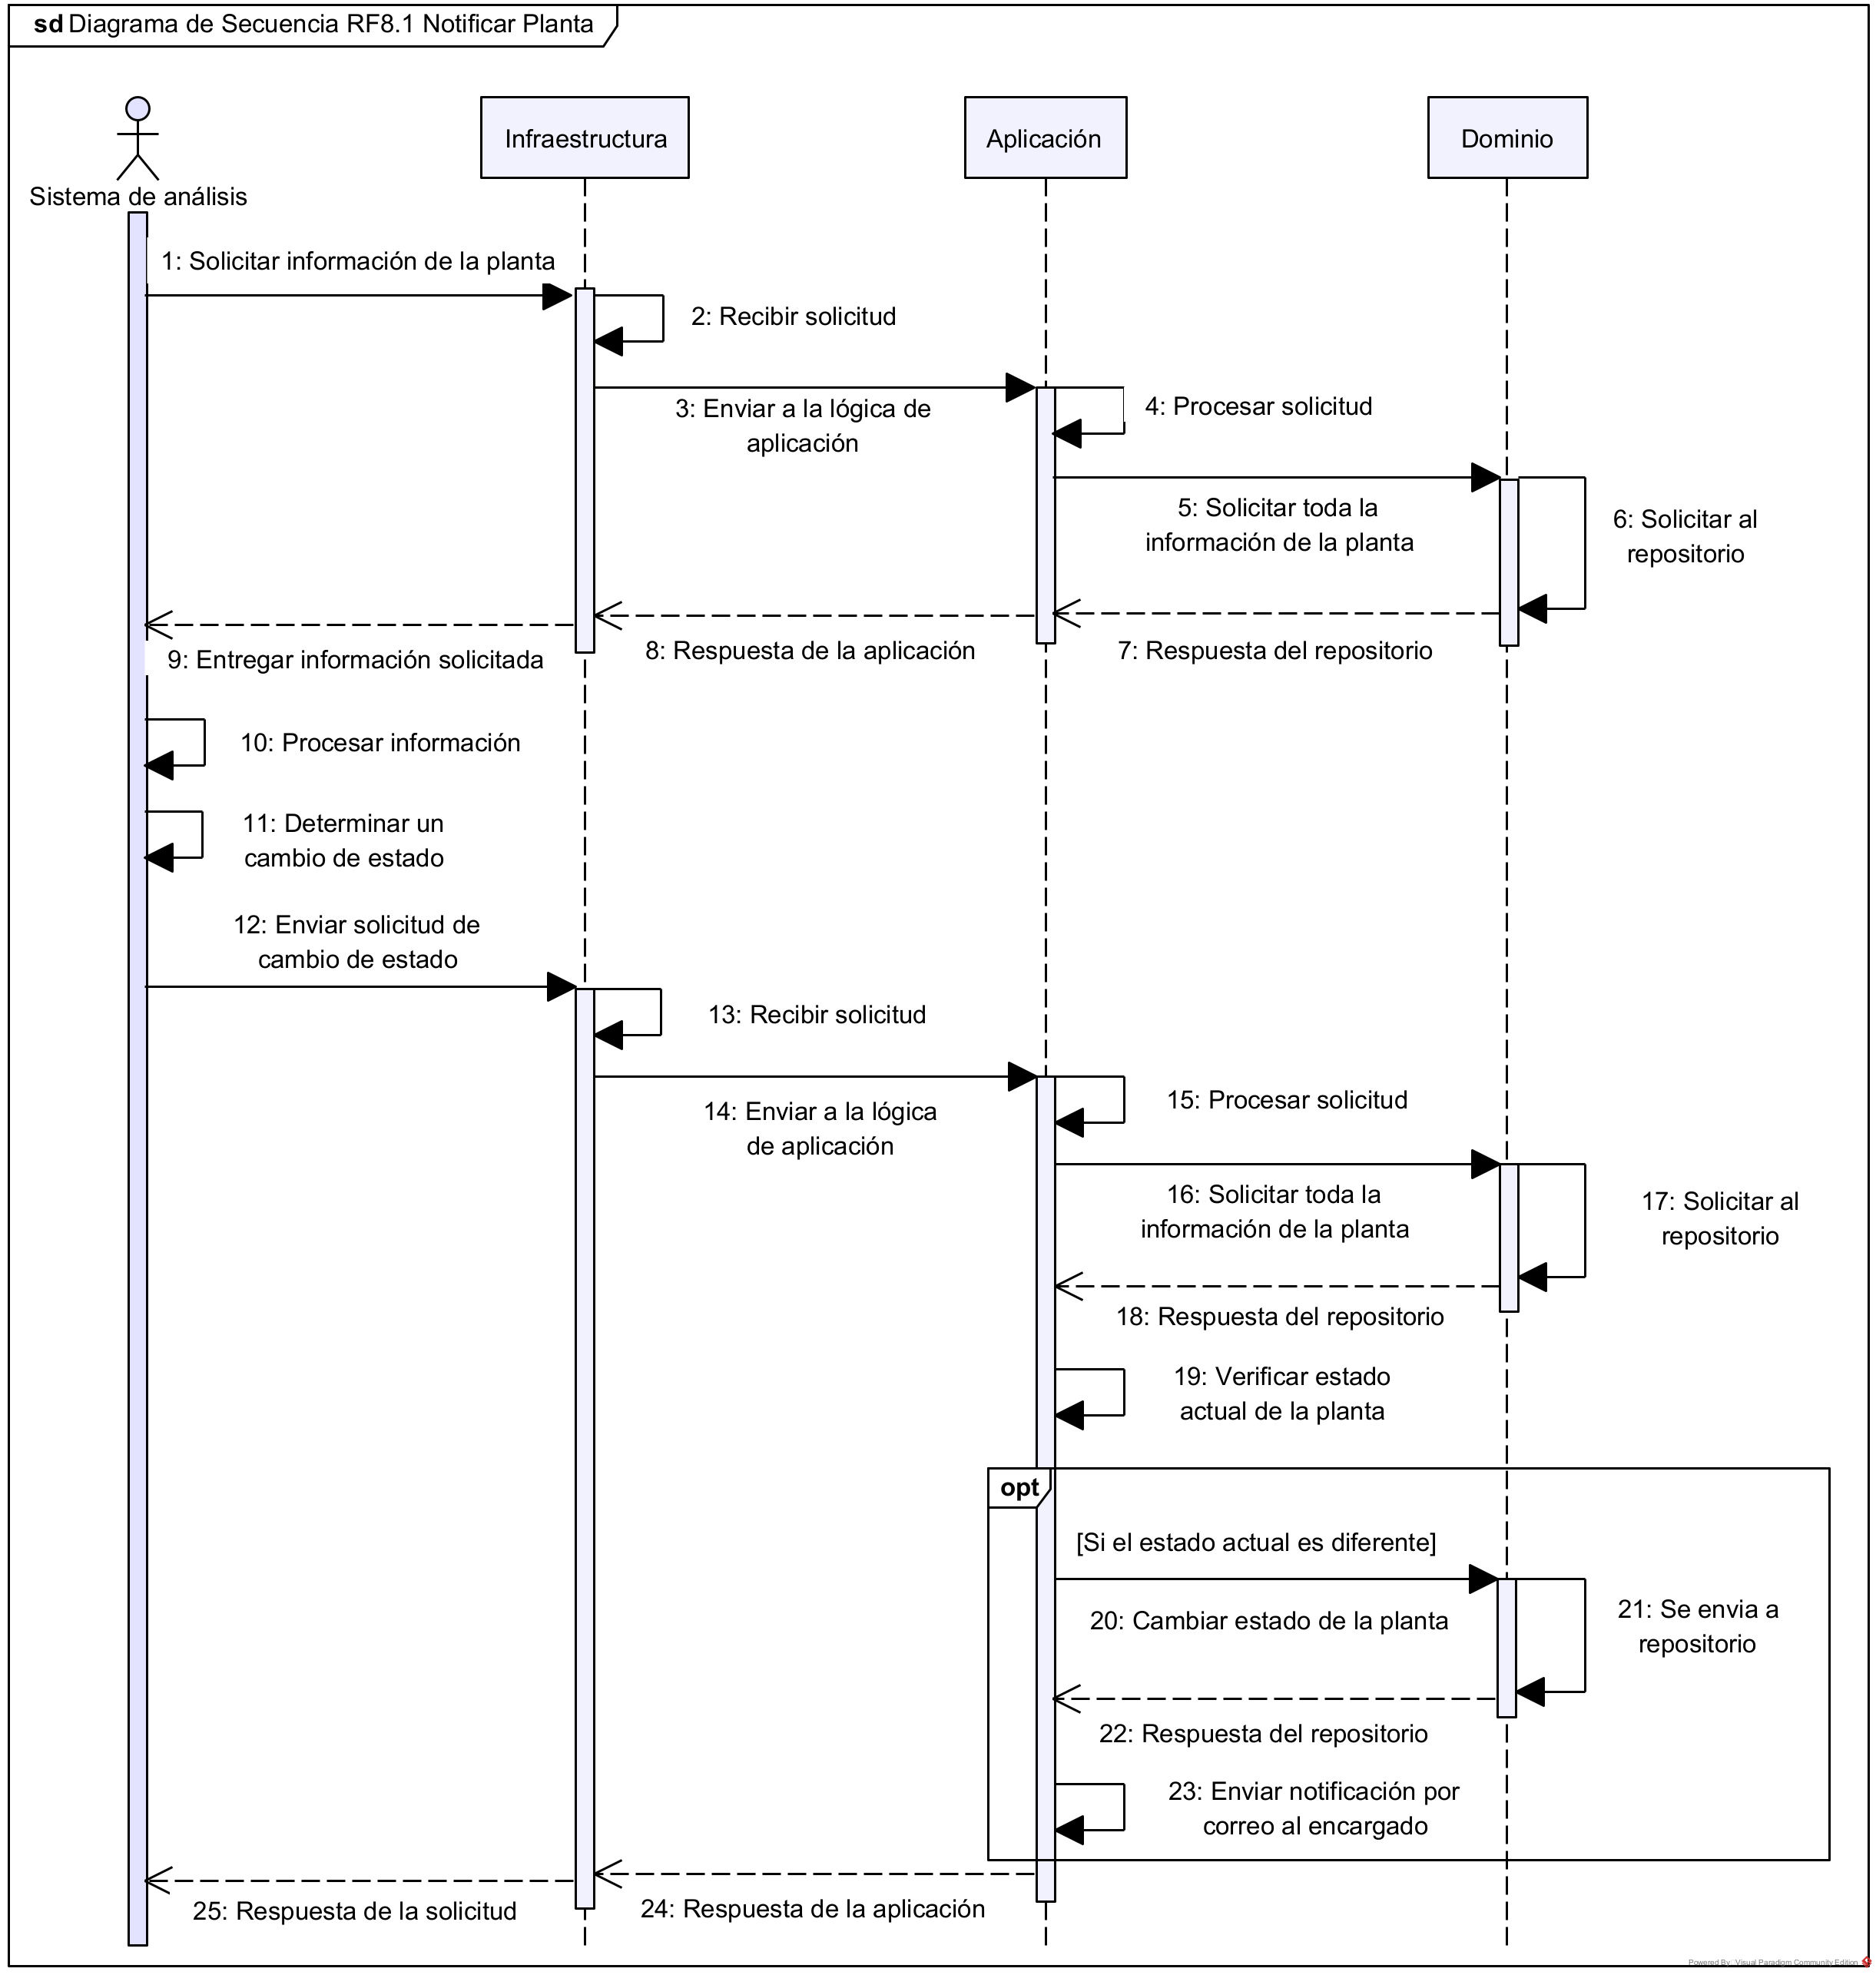 sd Diagrama de Secuencia RF8.1 Notificar Planta
Infraestructura
Aplicación
Dominio
Sistema de análisis
1: Solicitar información de la planta
2: Recibir solicitud
3: Enviar a la lógica de
aplicación
4: Procesar solicitud
5: Solicitar toda la
información de la planta
6: Solicitar al
repositorio
7: Respuesta del repositorio
8: Respuesta de la aplicación
9: Entregar información solicitada
10: Procesar información
11: Determinar un
cambio de estado
12: Enviar solicitud de
cambio de estado
13: Recibir solicitud
14: Enviar a la lógica
de aplicación
15: Procesar solicitud
16: Solicitar toda la
información de la planta
17: Solicitar al
repositorio
18: Respuesta del repositorio
19: Verificar estado
actual de la planta
opt
[Si el estado actual es diferente]
20: Cambiar estado de la planta
21: Se envia a
repositorio
22: Respuesta del repositorio
23: Enviar notificación por
correo al encargado
24: Respuesta de la aplicación
25: Respuesta de la solicitud
Powered By: Visual Paradigm Community Edition